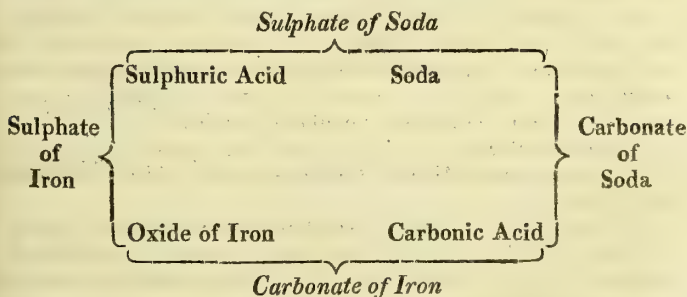 Sulphate of Soda
Sulphuric Acid Soda
Sulphate
of
Iron
Carbonate
of
Soda
Oxide of Iron Carbonic Acid
Carbonate of Iron